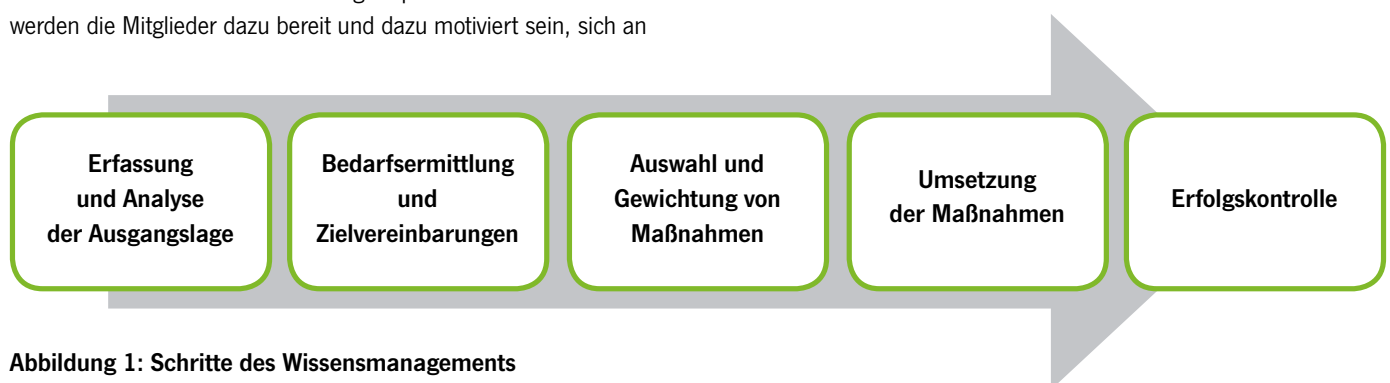 werden die Mitglieder dazu bereit und dazu motiviert sein, sich an
Erfassung
und Analyse
der Ausgangslage
Bedarfsermittlung
und
Zielvereinbarungen
Auswahl und
Gewichtung von
Maßnahmen
Umsetzung
der Maßnahmen
Erfolgskontrolle
Abbildung 1: Schritte des Wissensmanagements